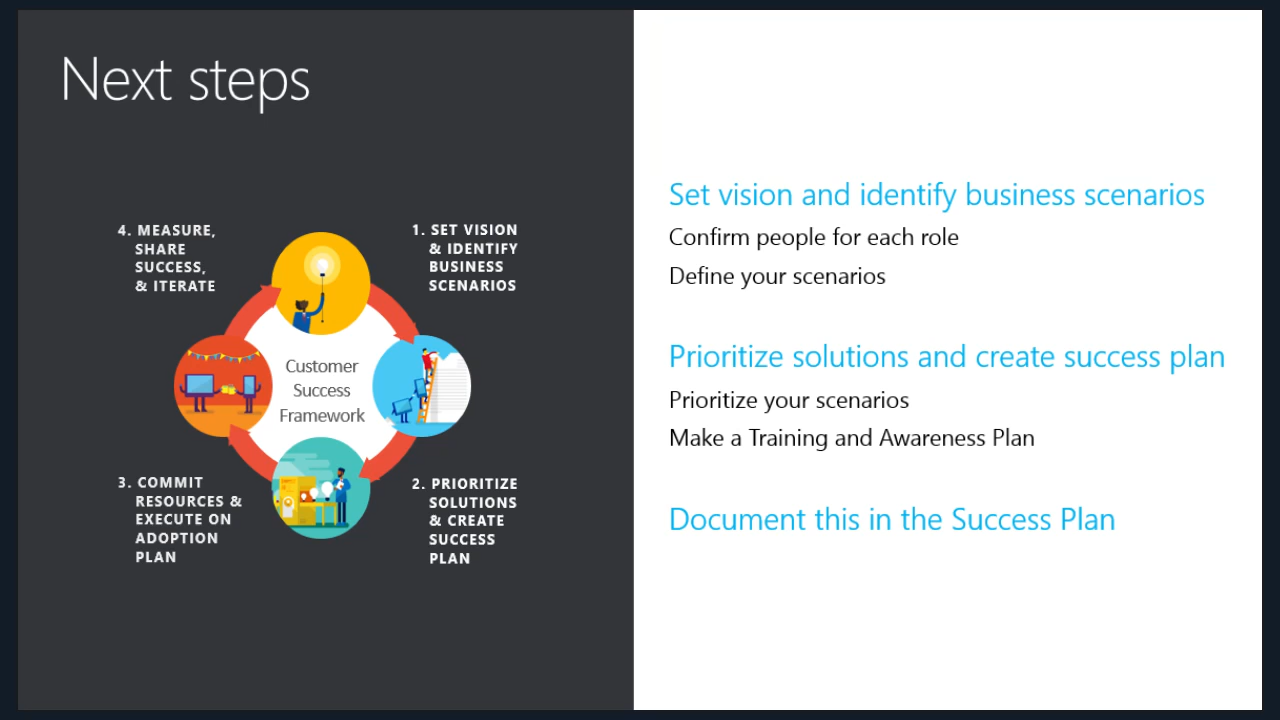 Next steps
4. MEASURE,
SHARE
SUCCESS,
& ITERATE
1. SET VISION
& IDENTIFY
BUSINESS
SCENARIOS
Customer
Success
Framework
3. COMMIT
RESOURCES &
EXECUTE ON
ADOPTION
PLAN
2. PRIORITIZE
SOLUTIONS
& CREATE
SUCCESS
PLAN
Set vision and identify business scenarios
Confirm people for each role
Define your scenarios
Prioritize solutions and create success plan
Prioritize your scenarios
Make a Training and Awareness Plan
Document this in the Success Plan